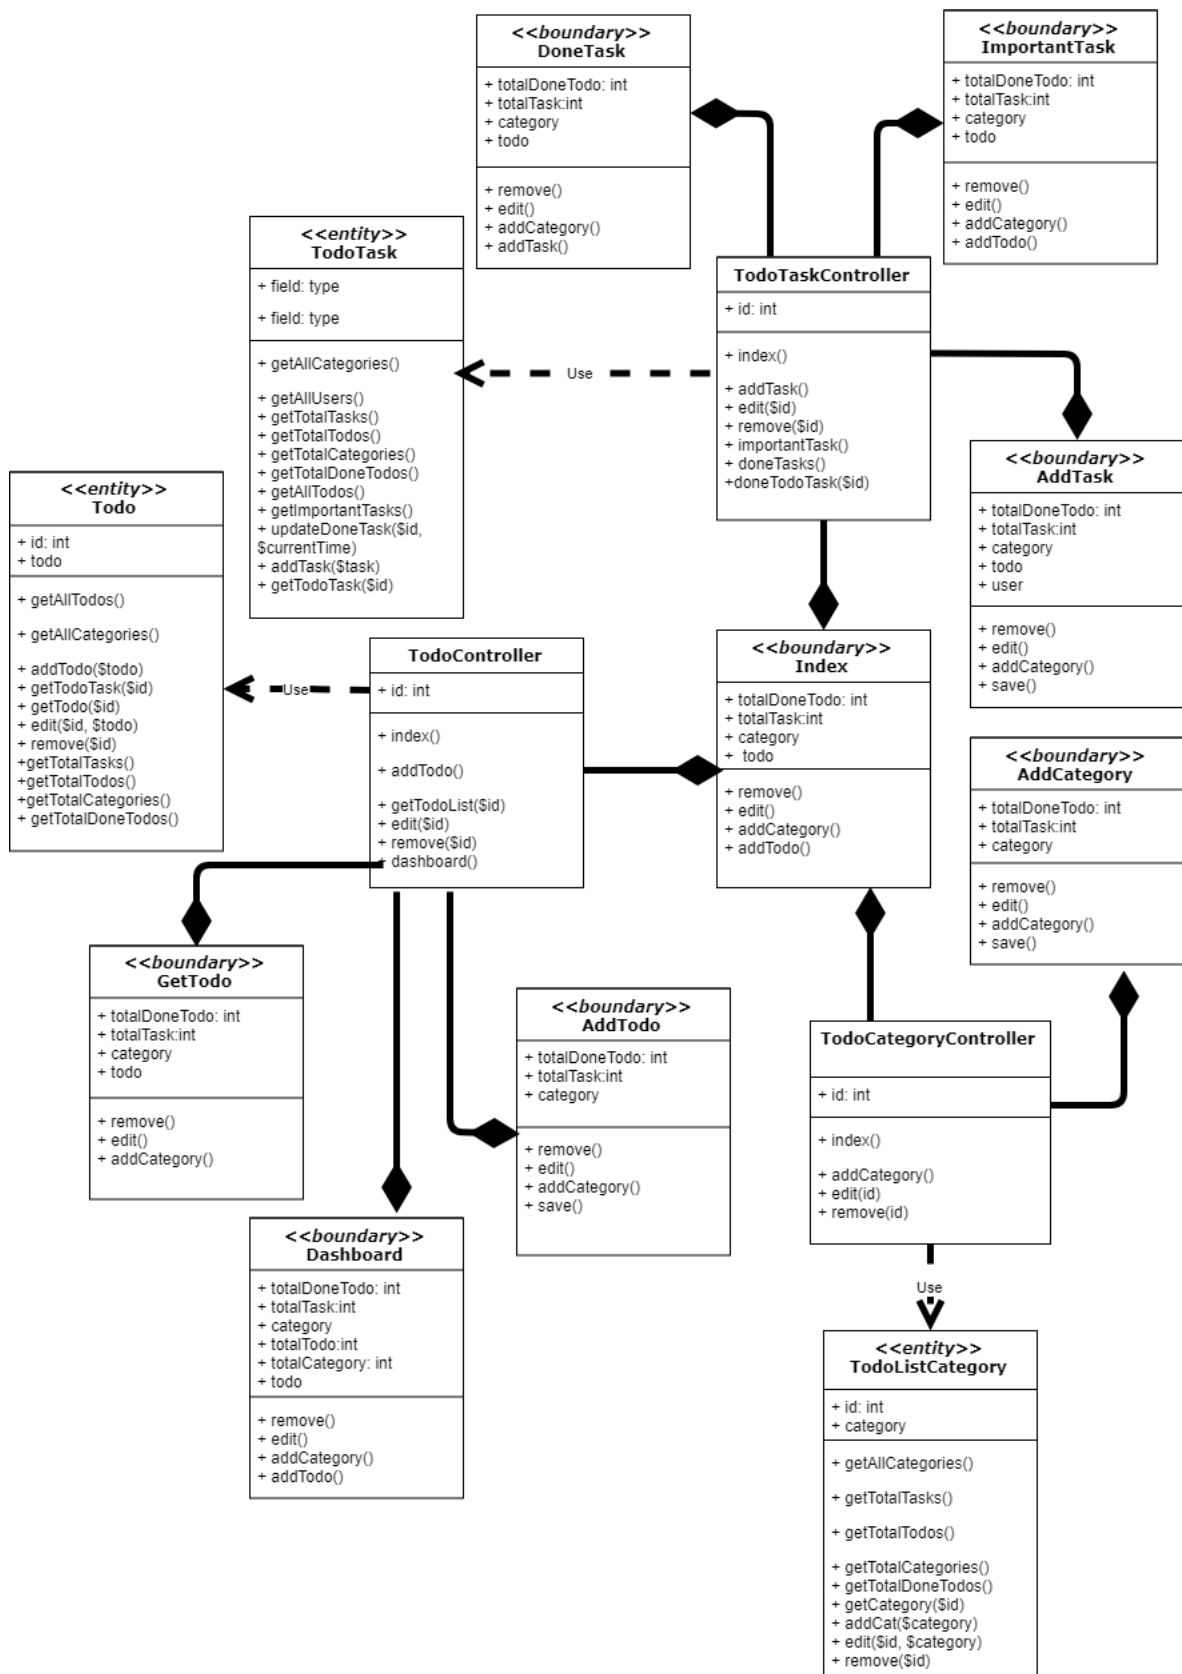 <<boundary>>
DoneTask
+ totalDoneTodo: int
+ totalTask:int
+ category
+ todo
+ remove()
+ edit()
+ addCategory()
+ addTask()
<<boundary>>
ImportantTask
+ totalDoneTodo: int
+ totalTask:int
+ category
+ todo
+ remove()
+ edit()
+ addCategory()
+ addTodo()
<<entity>>
TodoTask
+ field: type
+ field: type
+ getAllCategories()
+ getAllUsers()
+ getTotalTasks()
+ getTotalTodos()
+ getTotalCategories()
+ getTotalDoneTodos()
+ getAllTodos()
+ getImportantTasks()
+ updateDoneTask($id,
$currentTime)
+ addTask($task)
+ getTodoTask($id)
Use
TodoTaskController
+ id: int
+ index()
+ addTask()
+ edit($id)
+ remove($id)
+ importantTask()
+ doneTasks()
+doneTodoTask($id)
<<boundary>>
AddTask
+ totalDoneTodo: int
+ totalTask:int
+ category
+ todo
+ user
+ remove()
+ edit()
+ addCategory()
+ save()
<<entity>>
Todo
+ id: int
+ todo
+ getAllTodos()
+ getAllCategories()
+ addTodo($todo)
+ getTodoTask($id)
+ getTodo($id)
+ edit($id, $todo)
+ remove($id)
+getTotalTasks()
+getTotalTodos()
+getTotalCategories()
+ getTotalDoneTodos()
Use
TodoController
+ id: int
+ index()
+ addTodo()
+ getTodoList($id)
+ edit($id)
+ remove($id)
+ dashboard()
<<boundary>>
Index
+ totalDoneTodo: int
+ totalTask:int
+ category
+ todo
+ remove()
+ edit()
+ addCategory()
+ addTodo()
<<boundary>>
AddCategory
+ totalDoneTodo: int
+ totalTask:int
+ category
+ remove()
+ edit()
+ addCategory()
+ save()
<<boundary>>
GetTodo
+ totalDoneTodo: int
+ totalTask:int
+ category
+ todo
+ remove()
+ edit()
+ addCategory()
<<boundary>>
AddTodo
+ totalDoneTodo: int
+ totalTask:int
+ category
+ remove()
+ edit()
+ addCategory()
+ save()
TodoCategoryController
+ id: int
+ index()
+ addCategory()
+ edit(id)
+ remove(id)
<<boundary>>
Dashboard
+ totalDoneTodo: int
+ totalTask:int
+ category
+ totalTodo:int
+ totalCategory: int
+ todo
+ remove()
+ edit()
+ addCategory()
+ addTodo()
Use
<<entity>>
TodoListCategory
+ id: int
+ category
+ getAllCategories()
+ getTotalTasks()
+ getTotalTodos()
+ getTotalCategories()
+ getTotalDoneTodos()
+ getCategory($id)
+ addCat($category)
+ edit($id, $category)
+ remove($id)